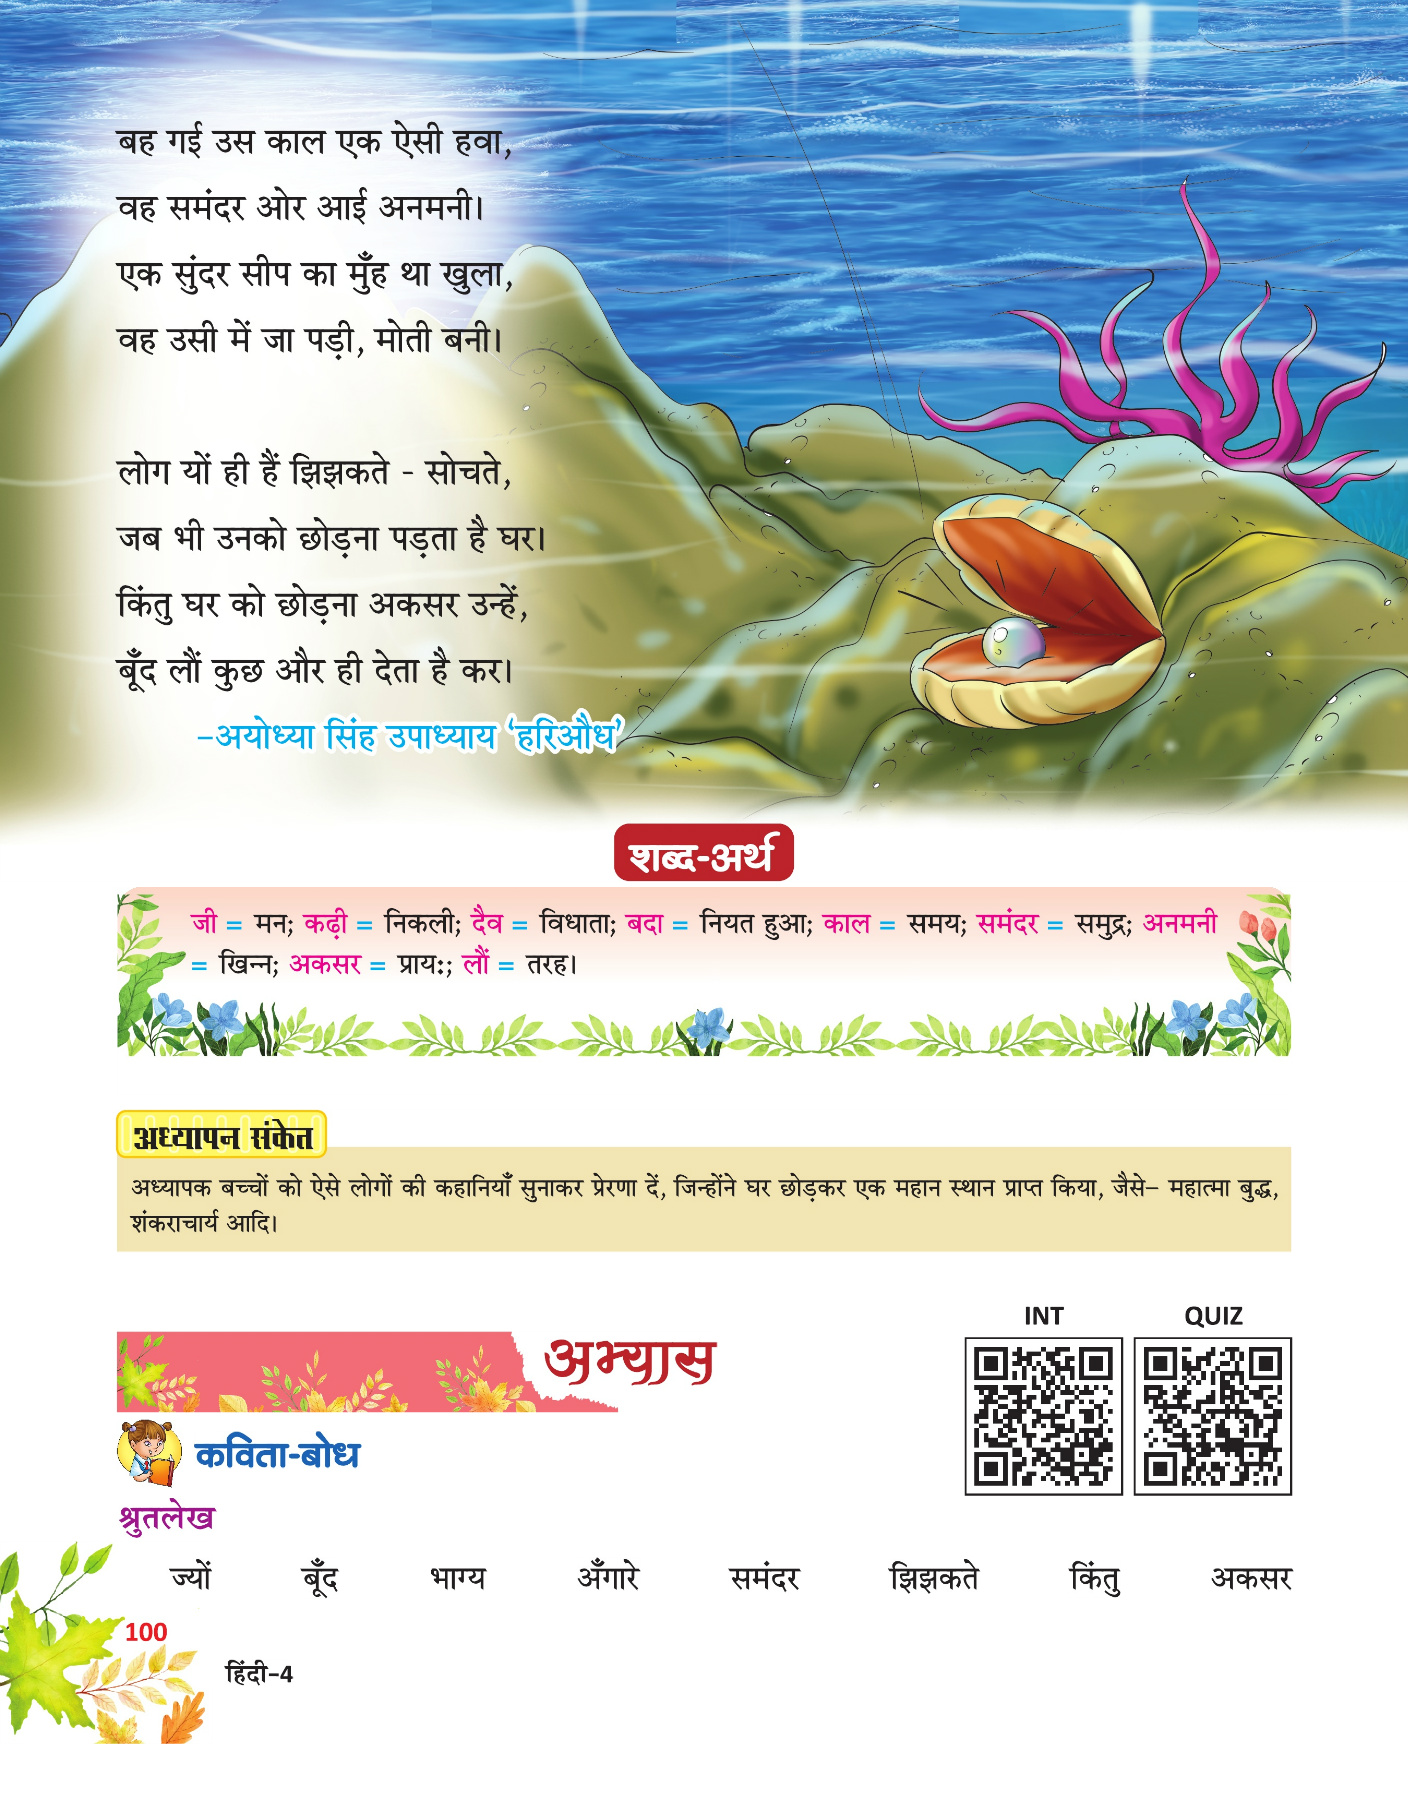 बह गई उस काल एक ऐसी हवा,
वह समंदर ओर आई अनमनी।
एक सुंदर सीप का मुँह था खुला,
वह उसी में जा पड़ी, मोती बनी।
लोग यों ही हैं झिझकते - सोचते,
जब भी उनको छोड़ना पड़ता है घर।
किंतु घर को छोड़ना अकसर उन्हें,
बूँद लौं कुछ और ही देता है कर।
–अयोध्या सिंह उपाध्याय ‘हरिऔध’
शब्द-अर्थ
जी = मन; कढ़ी = निकली; दैव = विधाता; बदा = नियत हुआ; काल = समय; समंदर = समुद्र; अनमनी
= खिन्न; अकसर = प्राय:; लौं = तरह।
अध्यापन संकेत
अध्यापक बच्चों को ऐसे लोगों की कहानियाँ सुनाकर प्रेरणा दें, जिन्होंने घर छोड़कर एक महान स्थान प्राप्त किया, जैसे– महात्मा बुद्ध,
शंकराचार्य आदि।
INT QUIZ
अभ्यास
कविता-बोध
श्रुतलेख
ज्यों बूँद भाग्य अँगारे समंदर झिझकते किंतु अकसर
100
हिंदी–4